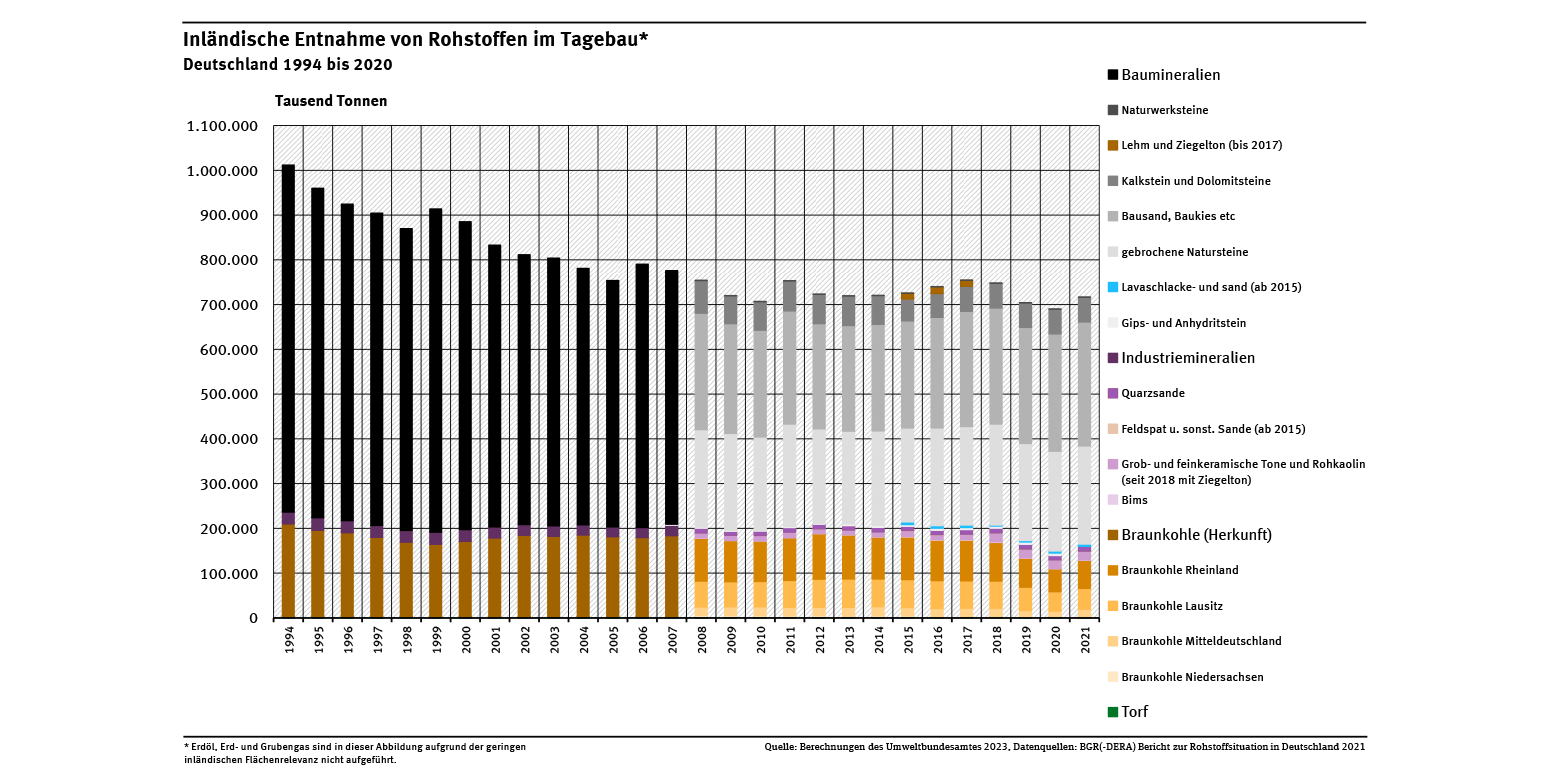 Inländische Entnahme von Rohstoffen im Tagebau*
Deutschland 1994 bis 2020
Tausend Tonnen
1.100.000
1.000.000
900.000
800.000
700.000
600.000
500.000
400.000
300.000
200.000
100.000
0
1994
1995
1996
1997
1998
1999
2000
2001
2002
2003
2004
2005
2006
2007
2008
2009
2010
2011
2012
2013
2014
2015
2016
2017
2018
2019
2020
2021
Baumineralien
Naturwerksteine
Lehm und Ziegelton (bis 2017)
Kalkstein und Dolomitsteine
Bausand, Baukies etc
gebrochene Natursteine
Lavaschlacke- und sand (ab 2015)
Gips- und Anhydritstein
Industriemineralien
Quarzsande
Feldspat u. sonst. Sande (ab 2015)
Grob- und feinkeramische Tone und Rohkaolin
(seit 2018 mit Ziegelton)
Bims
Braunkohle (Herkunft)
Braunkohle Rheinland
Braunkohle Lausitz
Braunkohle Mitteldeutschland
Braunkohle Niedersachsen
Torf
* Erdöl, Erd- und Grubengas sind in dieser Abbildung aufgrund der geringen
inländischen Flächenrelevanz nicht aufgeführt.
Quelle: Berechnungen des Umweltbundesamtes 2023, Datenquellen: BGR(-DERA) Bericht zur Rohstoffsituation in Deutschland 2021